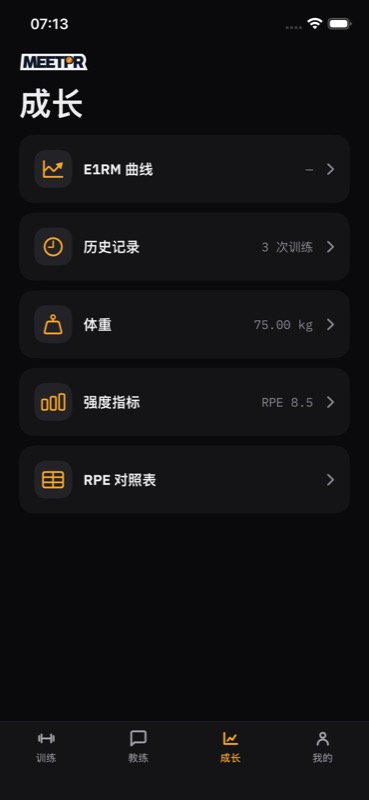 07:13
MEETPR
成长
E1RM 曲线
—
历史记录
3 次训练
体重
75.00 kg
强度指标
RPE 8.5
RPE 对照表
训练
教练
成长
我的